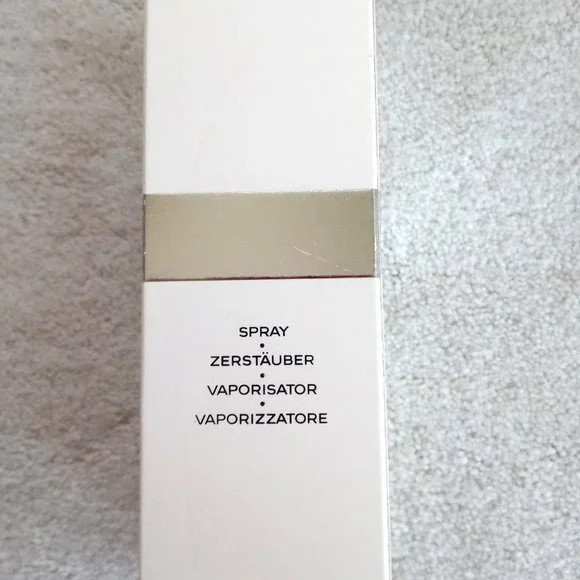 SPRAY
•
ZERSTÄUBER
•
VAPORISATOR
•
VAPORIZZATORE